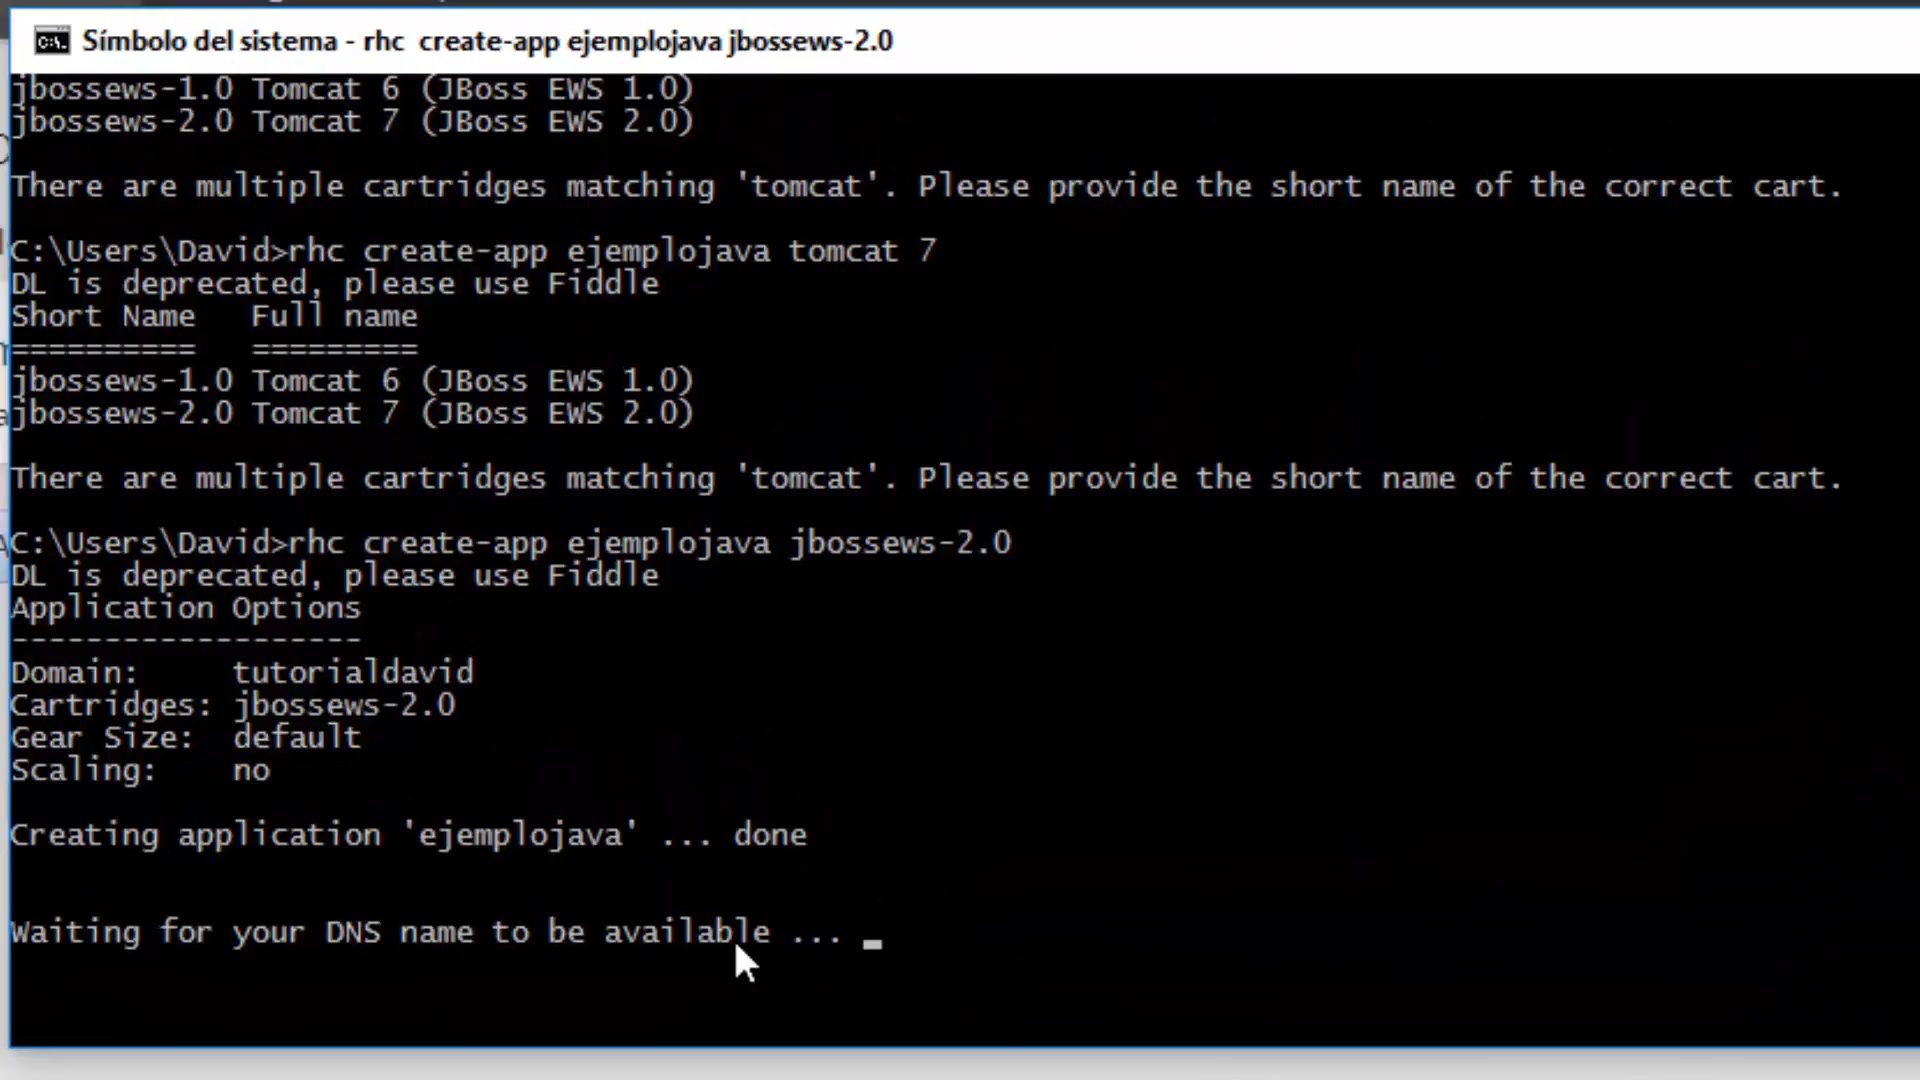 Símbolo del sistema - rhc  create-app ejemplojava jbossews-2.0
jbossews-1.0 Tomcat 6 (JBoss EWS 1.0)
jbossews-2.0 Tomcat 7 (JBoss EWS 2.0)
There are multiple cartridges matching 'tomcat'. Please provide the short name of the correct cart.
C:\Users\David>rhc create-app ejemplojava tomcat 7
DL is deprecated, please use Fiddle
Short Name   Full name
==========   =========
jbossews-1.0 Tomcat 6 (JBoss EWS 1.0)
jbossews-2.0 Tomcat 7 (JBoss EWS 2.0)
There are multiple cartridges matching 'tomcat'. Please provide the short name of the correct cart.
C:\Users\David>rhc create-app ejemplojava jbossews-2.0
DL is deprecated, please use Fiddle
Application Options
-------------------
Domain:     tutorialdavid
Cartridges: jbossews-2.0
Gear Size:  default
Scaling:    no
Creating application 'ejemplojava' ... done
Waiting for your DNS name to be available ...